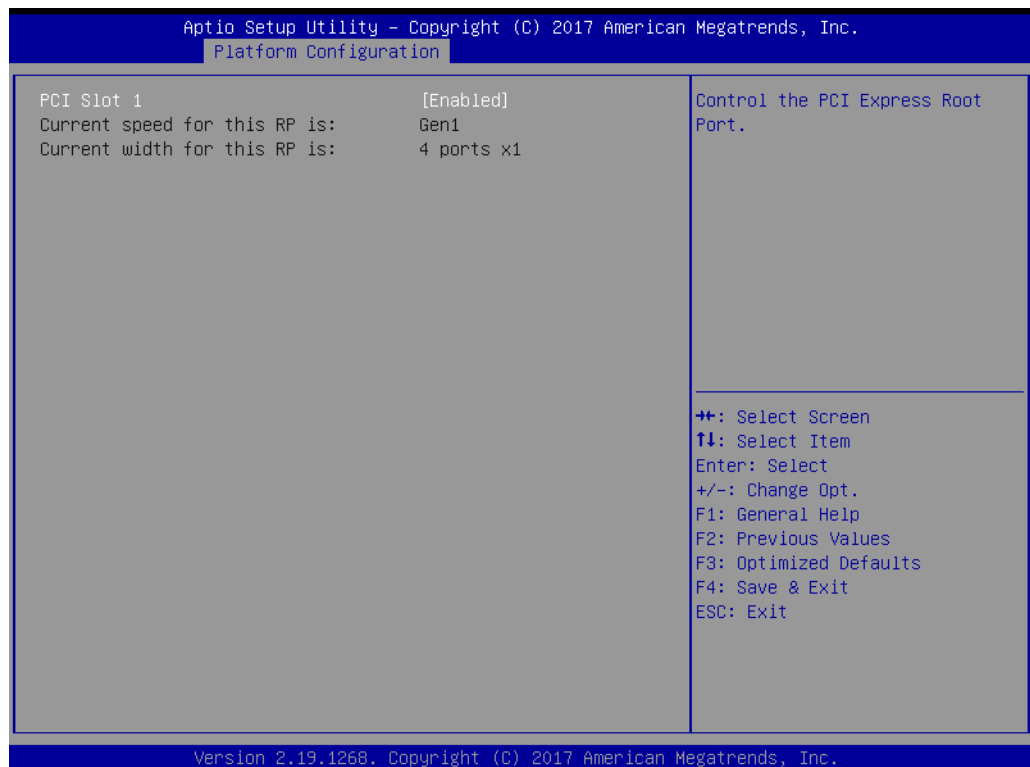 Aptio Setup Utility – Copyright (C) 2017 American Megatrends, Inc.
Platform Configuration
PCI Slot 1 [Enabled]
Current speed for this RP is: Gen1
Current width for this RP is: 4 ports x1
Control the PCI Express Root
Port.
→←: Select Screen
↑↓: Select Item
Enter: Select
+/-: Change Opt.
F1: General Help
F2: Previous Values
F3: Optimized Defaults
F4: Save & Exit
ESC: Exit
Version 2.19.1268. Copyright (C) 2017 American Megatrends, Inc.